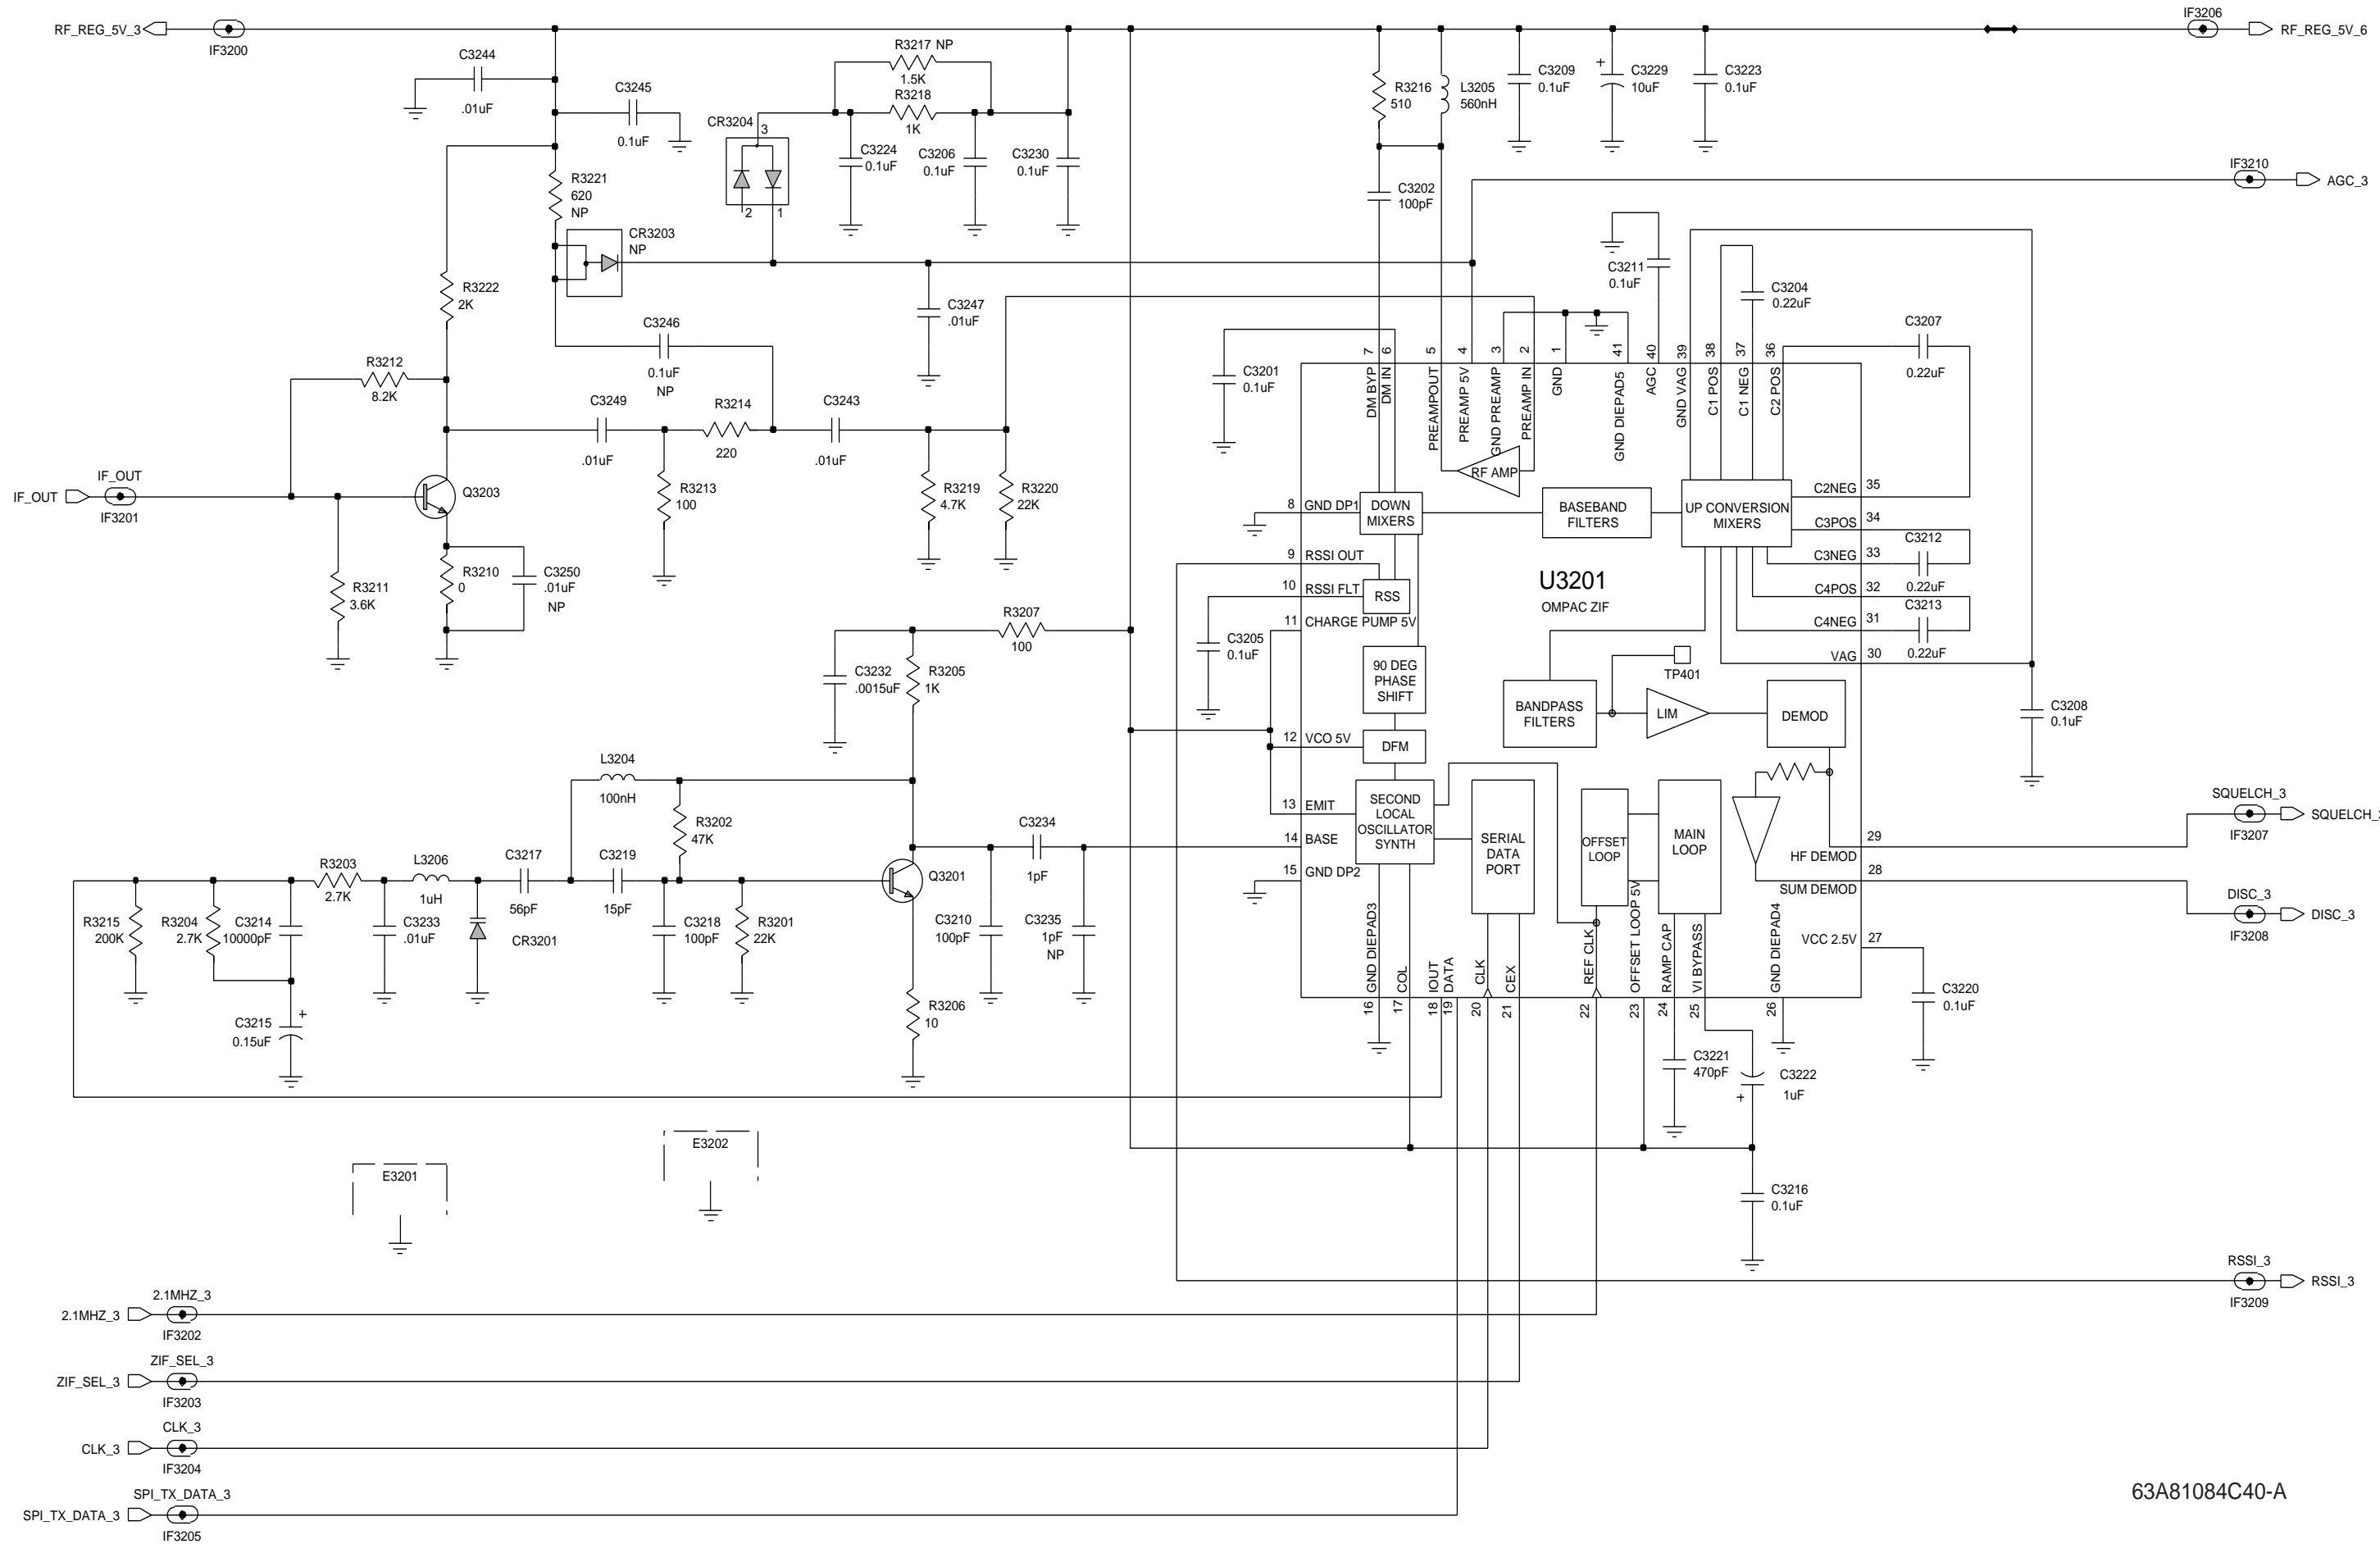 RF_REG_5V_3
IF3200
IF3206
RF_REG_5V_6
C3244
.01uF
C3245
0.1uF
R3217 NP
1.5K
R3218
1K
CR3204
3
2
1
C3224
0.1uF
C3206
0.1uF
C3230
0.1uF
R3216
510
L3205
560nH
C3209
0.1uF
+
C3229
10uF
C3223
0.1uF
IF3210
AGC_3
R3221
620
NP
CR3203
NP
C3202
100pF
R3222
2K
C3247
.01uF
C3211
0.1uF
C3204
0.22uF
C3207
0.22uF
C3246
0.1uF
NP
R3212
8.2K
C3201
0.1uF
7
6
5
4
3
2
1
41
40
39
38
37
36
DM BYP
DM IN
PREAMPOUT
PREAMP 5V
GND PREAMP
PREAMP IN
GND
GND DIEPAD5
AGC
GND VAG
C1 POS
C1 NEG
C2 POS
C3249
.01uF
R3214
220
C3243
.01uF
RF AMP
IF_OUT
IF_OUT
IF3201
Q3203
R3213
100
R3219
4.7K
R3220
22K
8 GND DP1
DOWN
MIXERS
BASEBAND
FILTERS
UP CONVERSION
MIXERS
C2NEG
35
C3POS
34
C3NEG
33
C3212
0.22uF
C4POS
32
C3213
C4NEG
31
0.22uF
VAG
30
9 RSSI OUT
10 RSSI FLT
RSS
11 CHARGE PUMP 5V
U3201
OMPAC ZIF
R3211
3.6K
R3210
0
C3250
.01uF
NP
R3207
100
C3205
0.1uF
C3232
.0015uF
R3205
1K
90 DEG
PHASE
SHIFT
TP401
BANDPASS
FILTERS
LIM
DEMOD
C3208
0.1uF
12 VCO 5V
DFM
L3204
100nH
R3202
47K
C3234
1pF
13 EMIT
14 BASE
15 GND DP2
SECOND
LOCAL
OSCILLATOR
SYNTH
SERIAL
DATA
PORT
OFFSET
LOOP
MAIN
LOOP
29
HF DEMOD
28
SUM DEMOD
SQUELCH_3
IF3207
SQUELCH_3
R3203
2.7K
L3206
1uH
C3217
56pF
C3219
15pF
Q3201
R3215
200K
R3204
2.7K
C3214
10000pF
C3233
.01uF
CR3201
C3218
100pF
R3201
22K
C3210
100pF
C3235
1pF
NP
DISC_3
IF3208
DISC_3
GND DIEPAD3
COL
IOUT
DATA
CLK
CEX
REF CLK
OFFSET LOOP 5V
RAMP CAP
VI BYPASS
GND DIEPAD4
VCC 2.5V
27
16
17
18
19
20
21
22
23
24
25
26
C3220
0.1uF
C3215
0.15uF
+
R3206
10
C3221
470pF
C3222
1uF
+
E3202
E3201
C3216
0.1uF
RSSI_3
IF3209
RSSI_3
2.1MHZ_3
2.1MHZ_3
IF3202
ZIF_SEL_3
ZIF_SEL_3
IF3203
CLK_3
CLK_3
IF3204
SPI_TX_DATA_3
SPI_TX_DATA_3
IF3205
63A81084C40-A